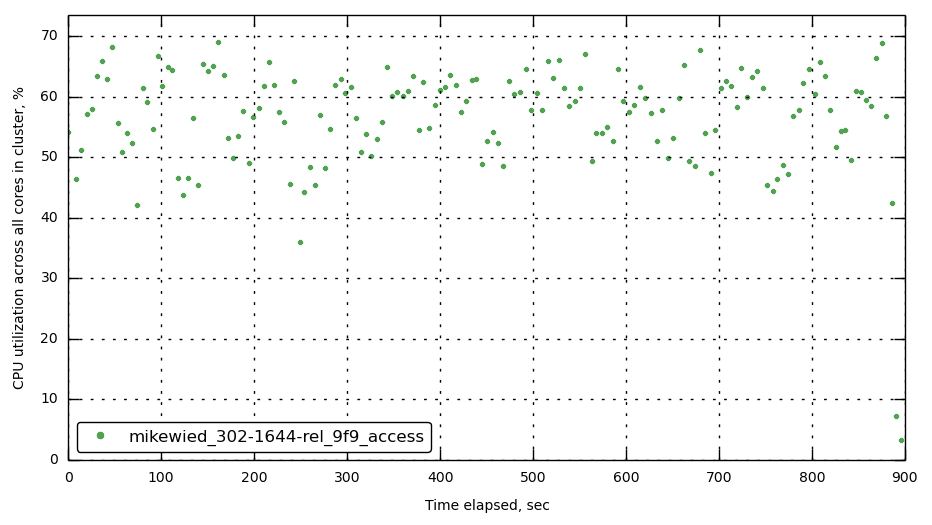 70
60
50
40
30
20
10
0
CPU utilization across all cores in cluster, %
mikewied_302-1644-rel_9f9_access
0 100 200 300 400 500 600 700 800 900
Time elapsed, sec